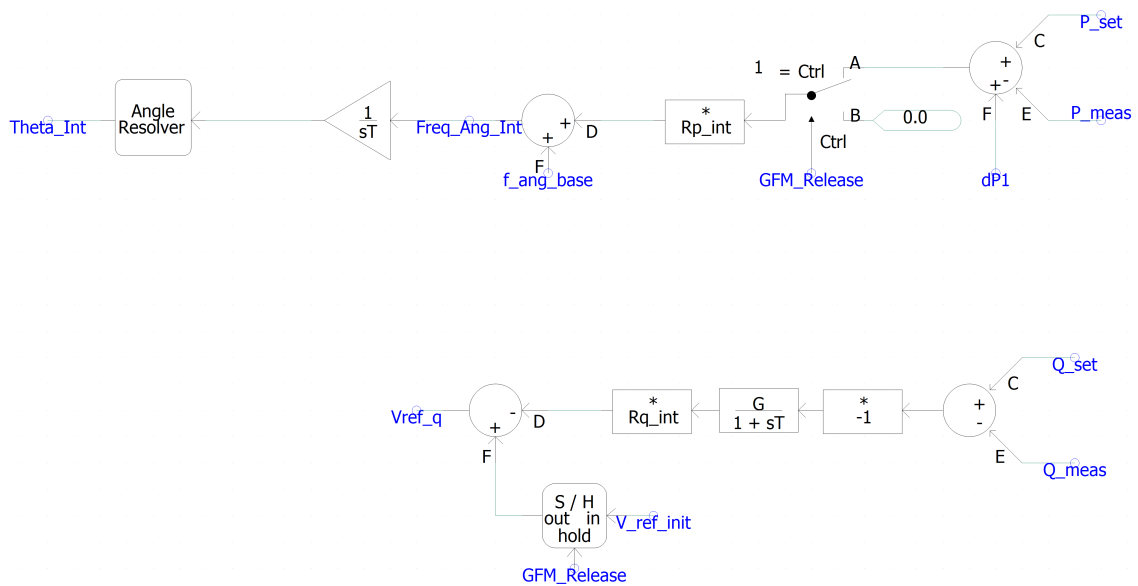 P_set
C
1 = Ctrl
A
+
-
+
Angle
Resolver
1
sT
*
Rp_int
B
0.0
F
E
P_meas
Theta_Int
Freq_Ang_Int
+
+
D
Ctrl
F
f_ang_base
GFM_Release
dP1
Q_set
C
Vref_q
-
+
D
*
Rq_int
G
1 + sT
*
-1
+
-
F
E
Q_meas
S / H
out in
hold
V_ref_init
GFM_Release